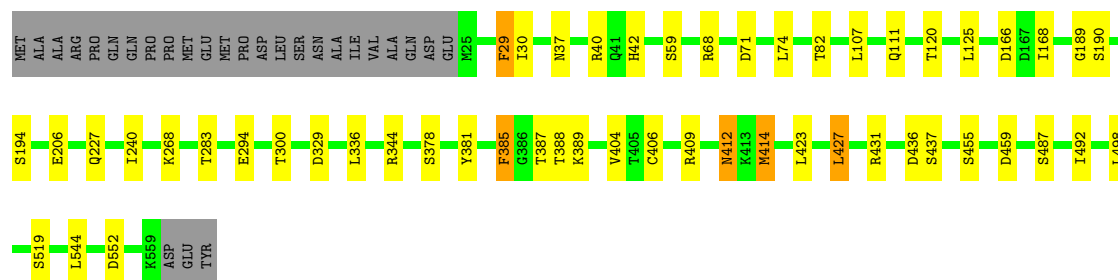 MET ALA ALA ARG PRO GLN GLN PRO PRO MET GLU MET PRO ASP LEU SER ASN ALA ILE VAL ALA GLN ASP GLU M25 F29 I30 N37 R40 Q41 H42 S59 R68 D71 L74 T82 L107 Q111 T120 L125 D166 D167 I168 G189 S190
S194 E206 Q227 I240 K268 T283 E294 T300 D329 L336 R344 S378 Y381 F385 G386 T387 T388 K389 V404 T405 C406 R409 N412 K413 M414 L423 L427 R431 D436 S437 S455 D459 S487 I492
S519 L544 D552 K559 ASP GLU TYR